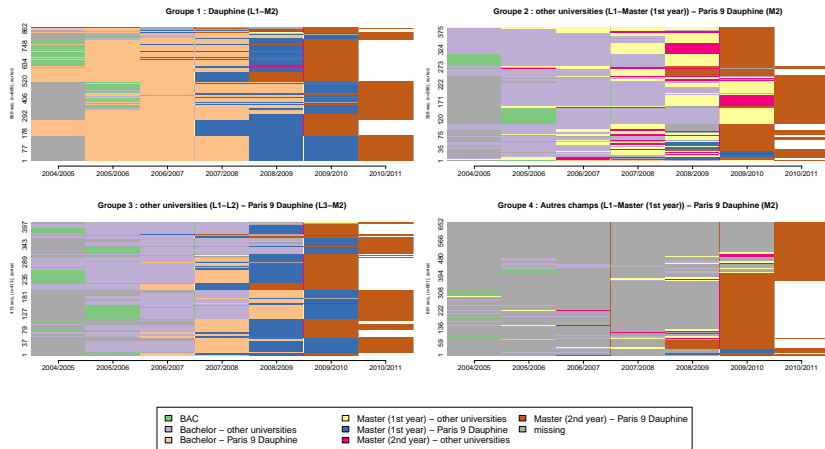 Groupe 1 : Dauphine (L1–M2)
862
748
634
520
406
292
178
77
1
2004/2005 2005/2006 2006/2007 2007/2008 2008/2009 2009/2010 2010/2011
Groupe 2 : other universities (L1–Master (1st year)) – Paris 9 Dauphine (M2)
375
324
273
222
171
120
75
35
1
2004/2005 2005/2006 2006/2007 2007/2008 2008/2009 2009/2010 2010/2011
Groupe 3 : other universities (L1–L2) – Paris 9 Dauphine (L3–M2)
397
343
289
235
181
127
79
37
1
2004/2005 2005/2006 2006/2007 2007/2008 2008/2009 2009/2010 2010/2011
Groupe 4 : Autres champs (L1–Master (1st year)) – Paris 9 Dauphine (M2)
652
566
480
394
308
222
136
59
1
2004/2005 2005/2006 2006/2007 2007/2008 2008/2009 2009/2010 2010/2011
BAC
Bachelor – other universities
Bachelor – Paris 9 Dauphine
Master (1st year) – other universities
Master (1st year) – Paris 9 Dauphine
Master (2nd year) – other universities
Master (2nd year) – Paris 9 Dauphine
missing